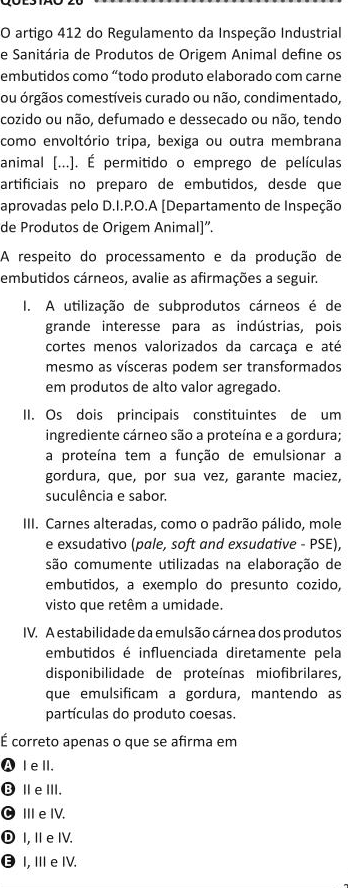 QUESTÃO 26
O artigo 412 do Regulamento da Inspeção Industrial
e Sanitária de Produtos de Origem Animal define os
embutidos como “todo produto elaborado com carne
ou órgãos comestíveis curado ou não, condimentado,
cozido ou não, defumado e dessecado ou não, tendo
como envoltório tripa, bexiga ou outra membrana
animal [...]. É permitido o emprego de películas
artificiais no preparo de embutidos, desde que
aprovadas pelo D.I.P.O.A [Departamento de Inspeção
de Produtos de Origem Animal]”.
A respeito do processamento e da produção de
embutidos cárneos, avalie as afirmações a seguir.
I. A utilização de subprodutos cárneos é de
grande interesse para as indústrias, pois
cortes menos valorizados da carcaça e até
mesmo as vísceras podem ser transformados
em produtos de alto valor agregado.
II. Os dois principais constituintes de um
ingrediente cárneo são a proteína e a gordura;
a proteína tem a função de emulsionar a
gordura, que, por sua vez, garante maciez,
suculência e sabor.
III. Carnes alteradas, como o padrão pálido, mole
e exsudativo (pale, soft and exsudative - PSE),
são comumente utilizadas na elaboração de
embutidos, a exemplo do presunto cozido,
visto que retêm a umidade.
IV. A estabilidade da emulsão cárnea dos produtos
embutidos é influenciada diretamente pela
disponibilidade de proteínas miofibrilares,
que emulsificam a gordura, mantendo as
partículas do produto coesas.
É correto apenas o que se afirma em
A I e II.
B II e III.
C III e IV.
D I, II e IV.
E I, III e IV.